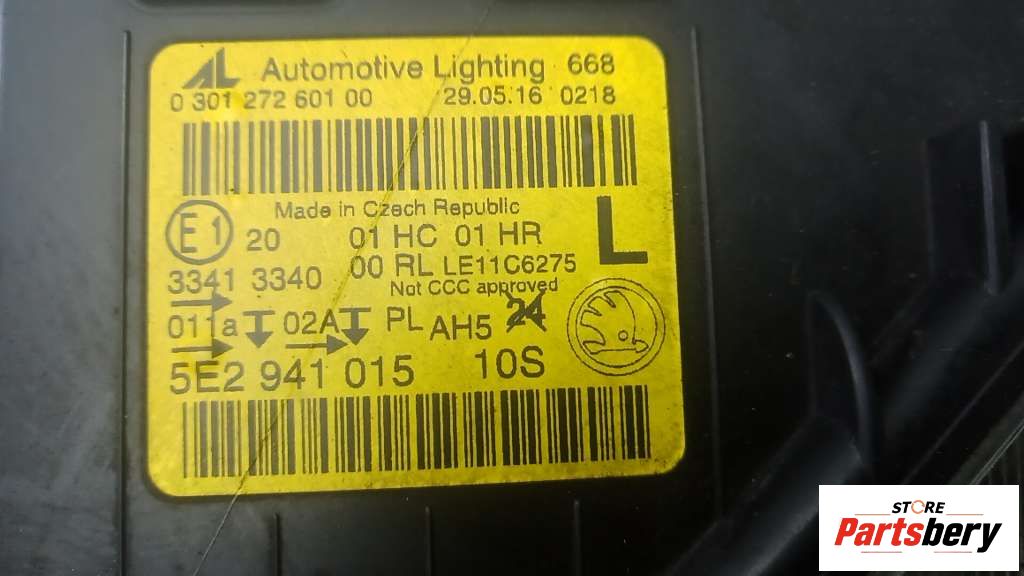 AL Automotive Lighting 668
0 301 272 601 00 29.05.16 0218
Made in Czech Republic
E1 20 01 HC 01 HR L
3341 3340 00 RL LE11C6275
Not CCC approved
011a 02A PL AH5 24
5E2 941 015 10S
STORE
Partsbery